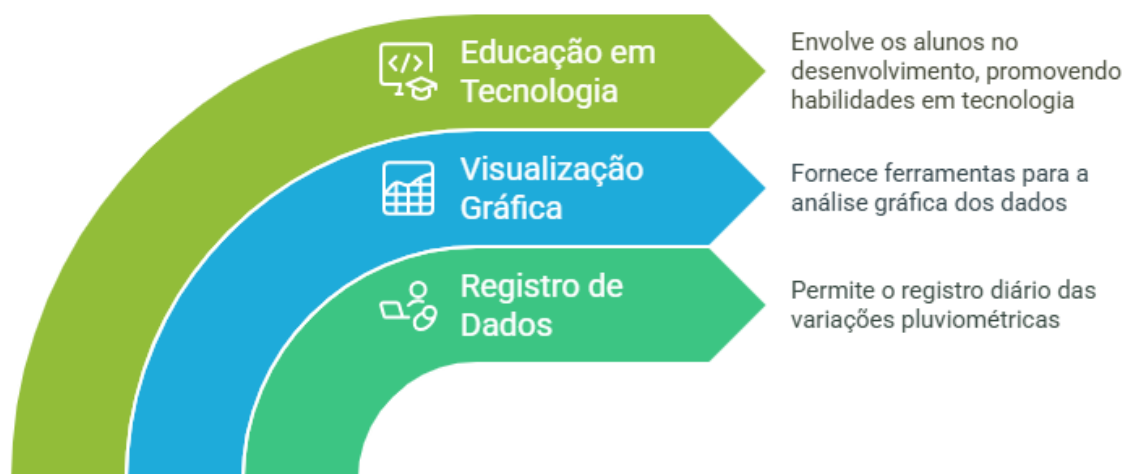 Educação em
Tecnologia
Envolve os alunos no
desenvolvimento, promovendo
habilidades em tecnologia
Visualização
Gráfica
Fornece ferramentas para a
análise gráfica dos dados
Registro de
Dados
Permite o registro diário das
variações pluviométricas